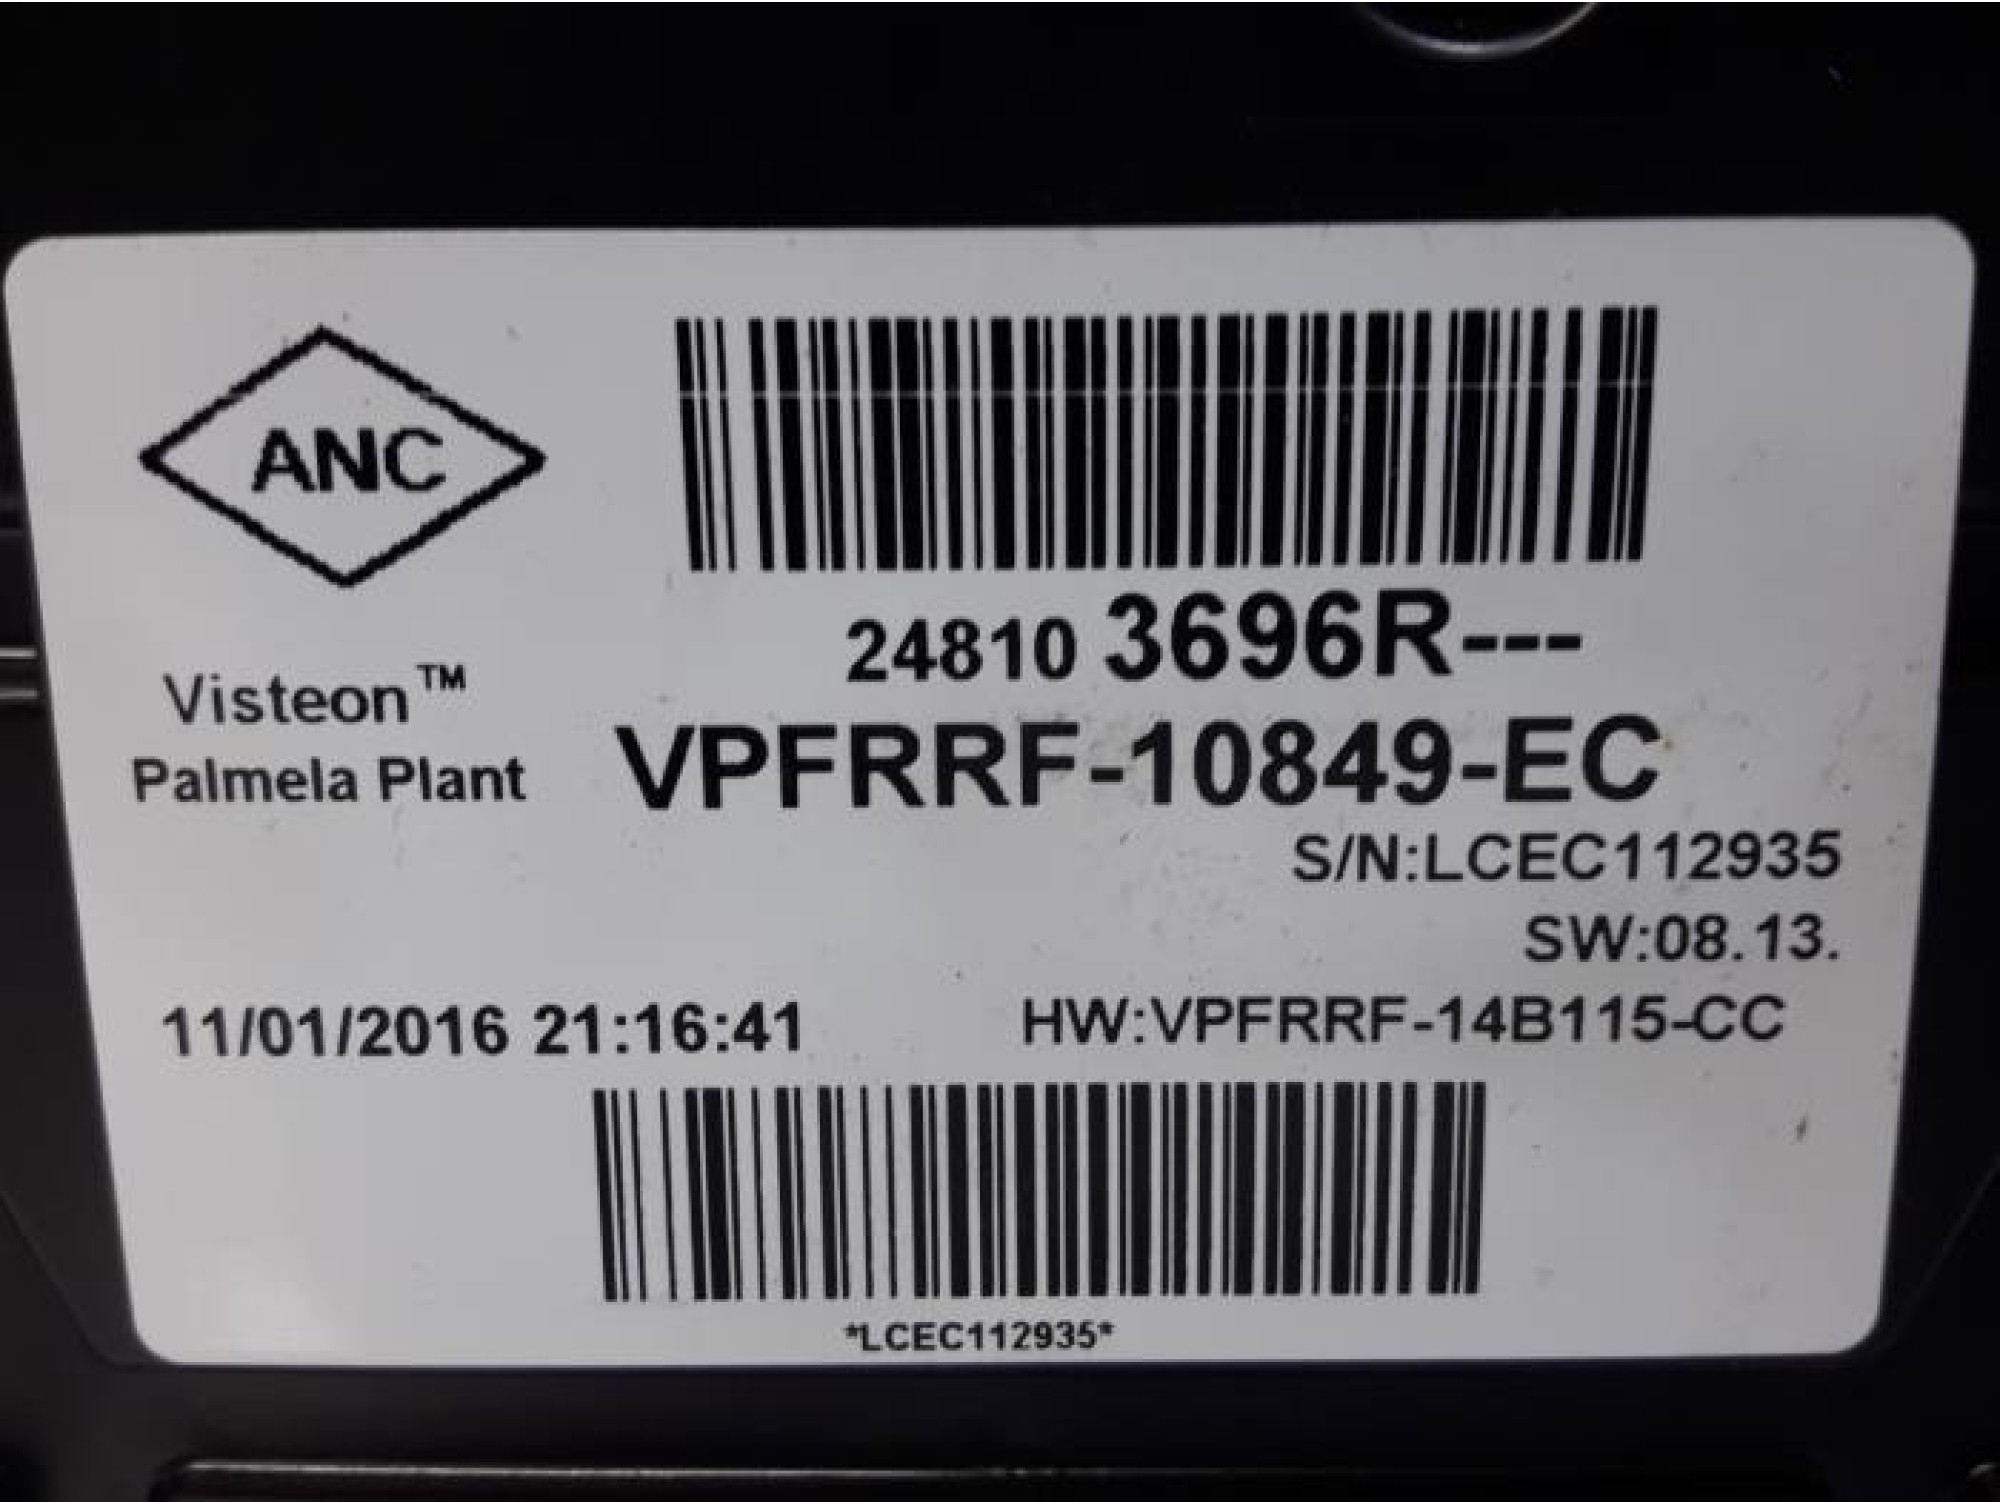 ANC
24810 3696R---
Visteon™
Palmela Plant
VPFRRF-10849-EC
S/N:LCEC112935
SW:08.13.
11/01/2016 21:16:41
HW:VPFRRF-14B115-CC
*LCEC112935*